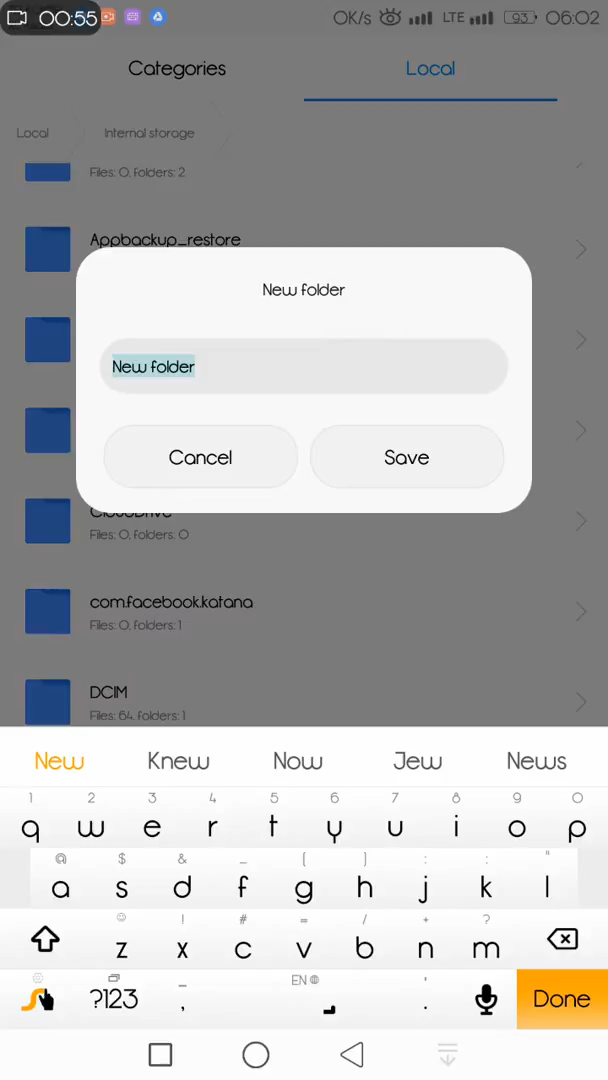 00:55 OK/s LTE 93 06:02
Categories Local
Local Internal storage
Files: 0, folders: 2
Appbackup_restore
New folder
New folder
Cancel Save
CloudDrive
Files: 0, folders: 0
com.facebook.katana
Files: 0, folders: 1
DCIM
Files: 64, folders: 1
New Knew Now Jew News
1 2 3 4 5 6 7 8 9 0
q w e r t y u i o p
@ $ & _ ( ) : ; "
a s d f g h j k l
! # = / + ?
z x c v b n m
EN
?123 , . Done